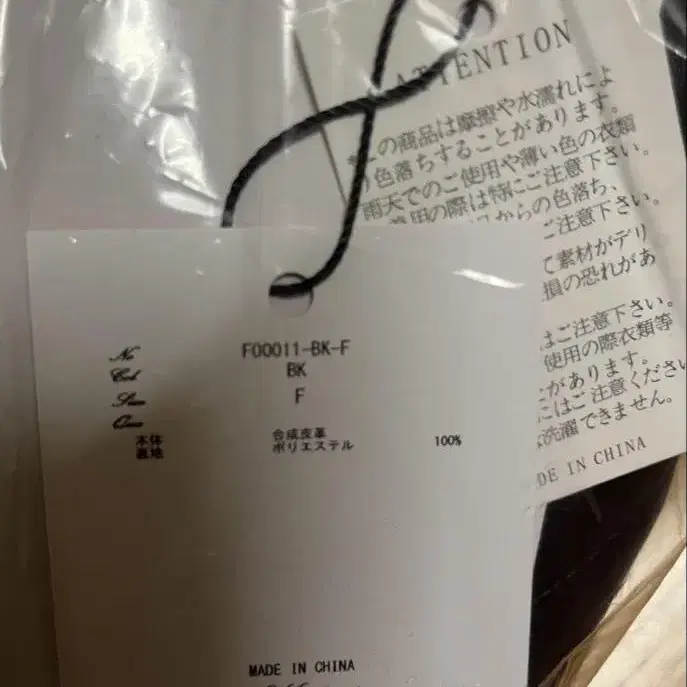 ATTENTION
の商品は摩擦や水濡れによ
り色落ちすることがあります。
雨天でのご使用や薄い色の衣類
着用の際は特にご注意下さい。
からの色落ち、
ご注意下さい。
て素材がデリ
損の恐れがあ
はご注意下さい。
使用の際衣類等
があります。
にはご注意ください
洗濯できません。
DE IN CHINA
No F00011-BK-F
Col BK
F
本体 合成皮革
裏地 ポリエステル 100%
MADE IN CHINA